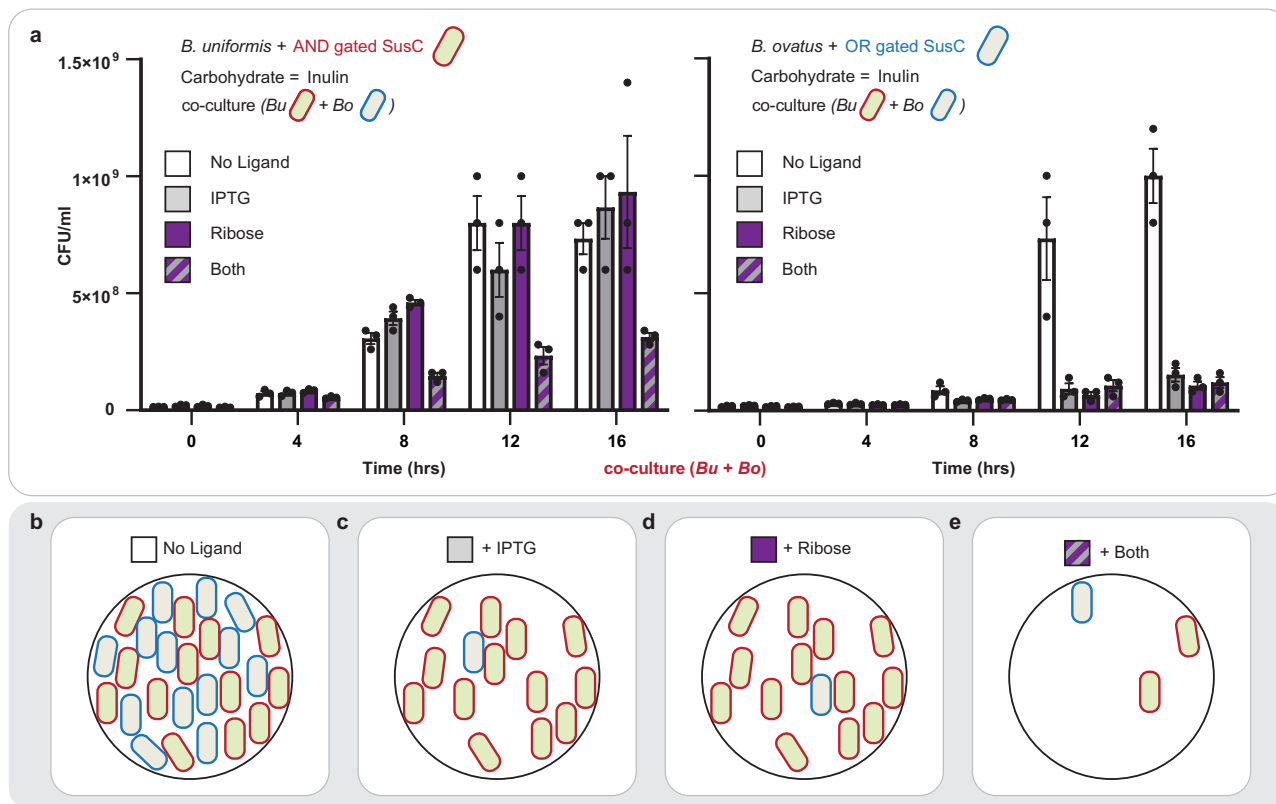 a
B. uniformis + AND gated SusC
Carbohydrate = Inulin
co-culture (Bu + Bo )
No Ligand
IPTG
Ribose
Both
CFU/ml
1.5×10⁹
1×10⁹
5×10⁸
0
0 4 8 12 16
Time (hrs)
B. ovatus + OR gated SusC
Carbohydrate = Inulin
co-culture (Bu + Bo )
No Ligand
IPTG
Ribose
Both
0 4 8 12 16
Time (hrs)
co-culture (Bu + Bo)
b
No Ligand
c
+ IPTG
d
+ Ribose
e
+ Both